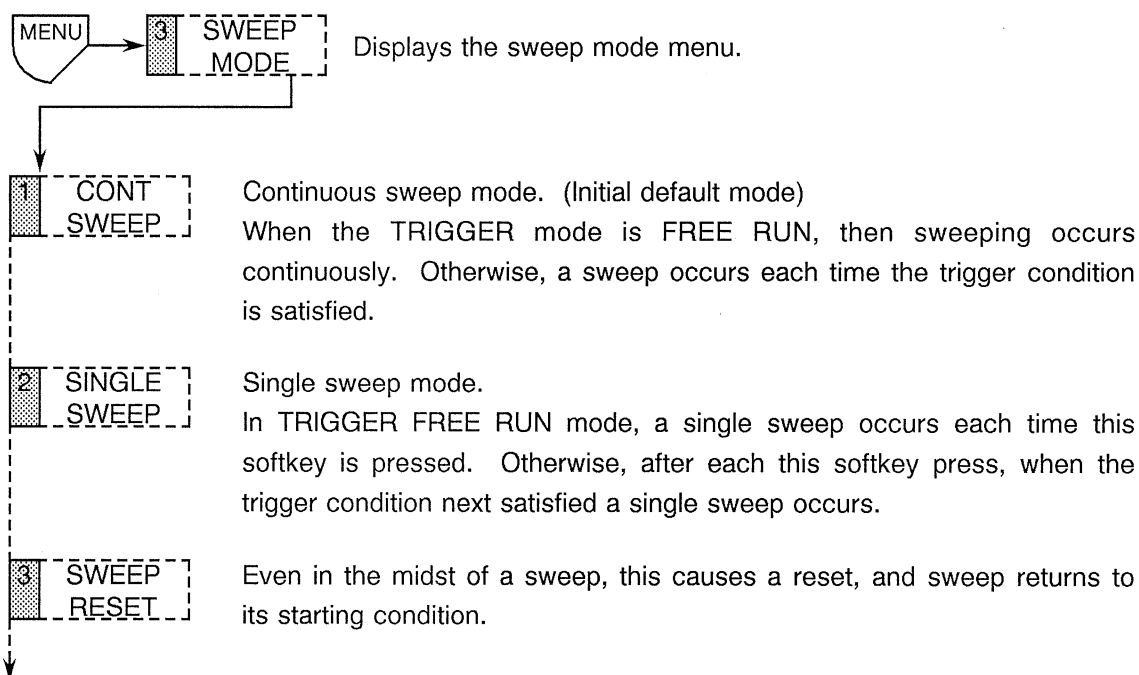 MENU 3 SWEEP MODE Displays the sweep mode menu.
1 CONT SWEEP
Continuous sweep mode. (Initial default mode)
When the TRIGGER mode is FREE RUN, then sweeping occurs
continuously. Otherwise, a sweep occurs each time the trigger condition
is satisfied.
2 SINGLE SWEEP
Single sweep mode.
In TRIGGER FREE RUN mode, a single sweep occurs each time this
softkey is pressed. Otherwise, after each this softkey press, when the
trigger condition next satisfied a single sweep occurs.
3 SWEEP RESET
Even in the midst of a sweep, this causes a reset, and sweep returns to
its starting condition.